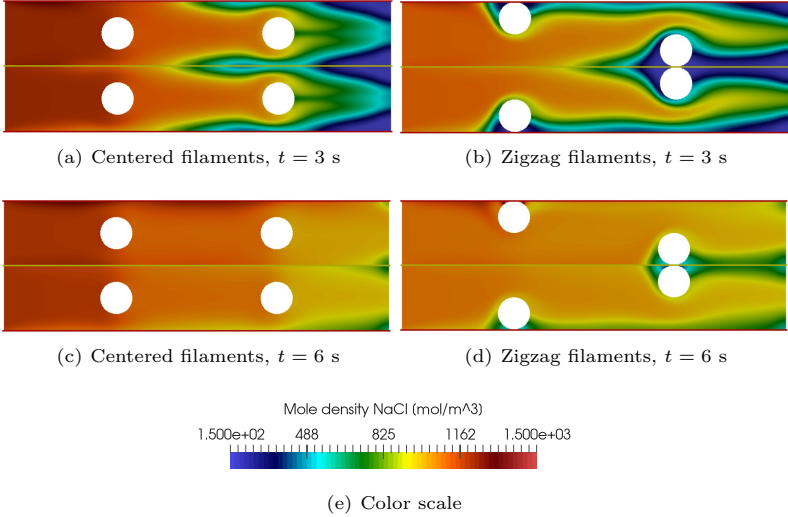 (a) Centered filaments, t = 3 s
(b) Zigzag filaments, t = 3 s
(c) Centered filaments, t = 6 s
(d) Zigzag filaments, t = 6 s
Mole density NaCl [mol/m^3]
1.500e+02 488 825 1162 1.500e+03
(e) Color scale